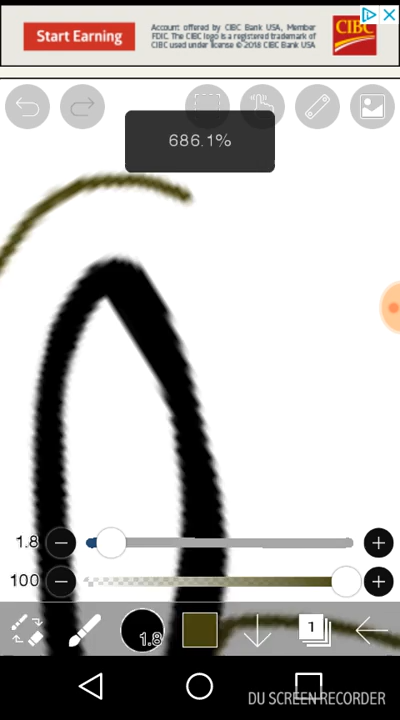 Start Earning
Account offered by CIBC Bank USA, Member
FDIC. The CIBC logo is a registered trademark of
CIBC used under license © 2018 CIBC Bank USA
CIBC
686.1%
1.8
100
1.8
1
DU SCREEN RECORDER